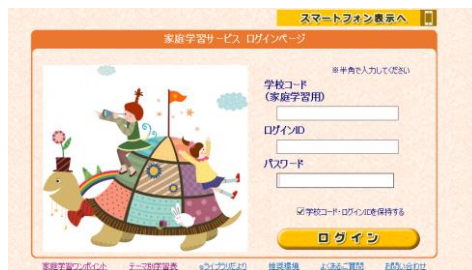 スマートフォン表示へ
家庭学習サービス ログインページ
※半角で入力してください
学校コード
(家庭学習用)
ログインID
パスワード
学校コード・ログインIDを保持する
ログイン
家庭学習ワンポイント テーマ別学習表 eライブラリだより 推奨環境 よくあるご質問 お問い合わせ